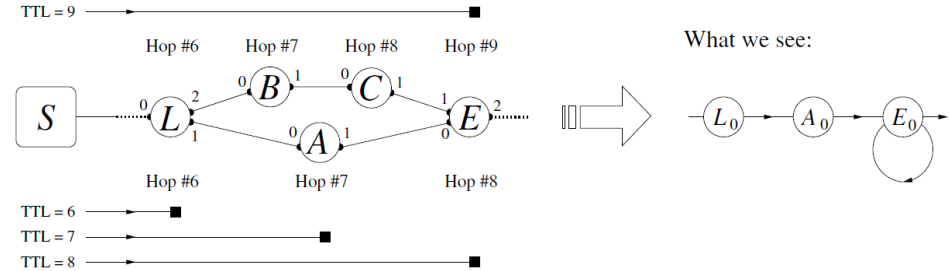 TTL = 9
Hop #6 Hop #7 Hop #8 Hop #9
What we see:
0 B 1 0 C 1
S 0 L 2 1 1 E 2 0
0 A 1
L0 A0 E0
Hop #6 Hop #7 Hop #8
TTL = 6
TTL = 7
TTL = 8